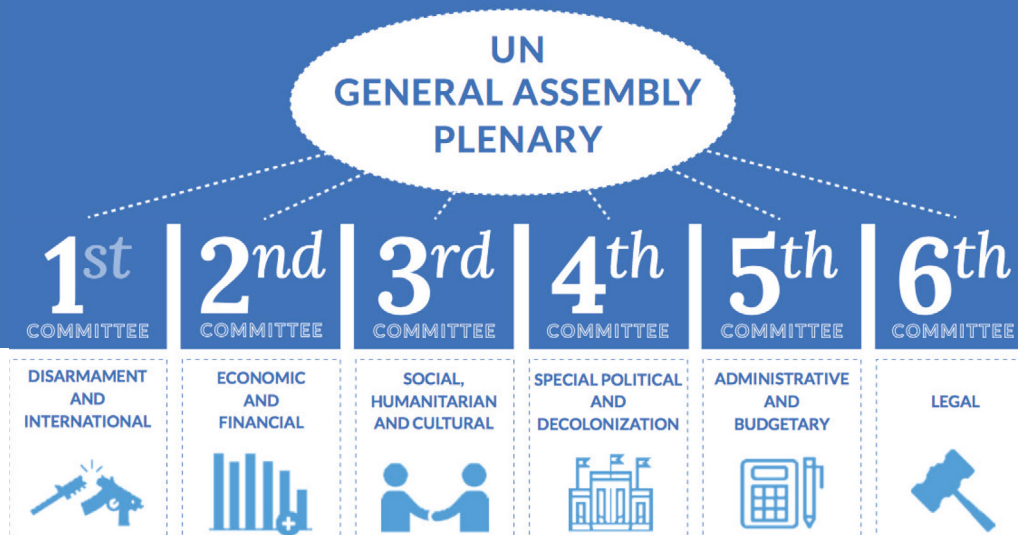 UN
GENERAL ASSEMBLY
PLENARY
1st
COMMITTEE
2nd
COMMITTEE
3rd
COMMITTEE
4th
COMMITTEE
5th
COMMITTEE
6th
COMMITTEE
DISARMAMENT
AND
INTERNATIONAL
ECONOMIC
AND
FINANCIAL
SOCIAL,
HUMANITARIAN
AND CULTURAL
SPECIAL POLITICAL
AND
DECOLONIZATION
ADMINISTRATIVE
AND
BUDGETARY
LEGAL